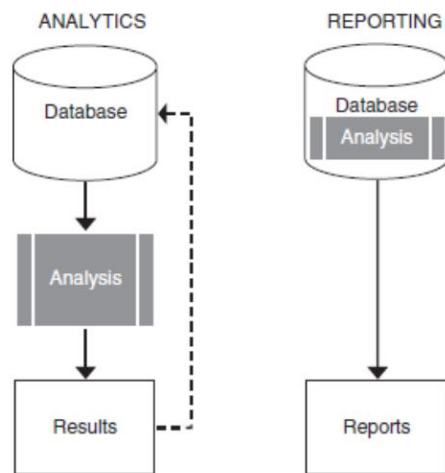 ANALYTICS
Database
Analysis
Results
REPORTING
Database
Analysis
Reports